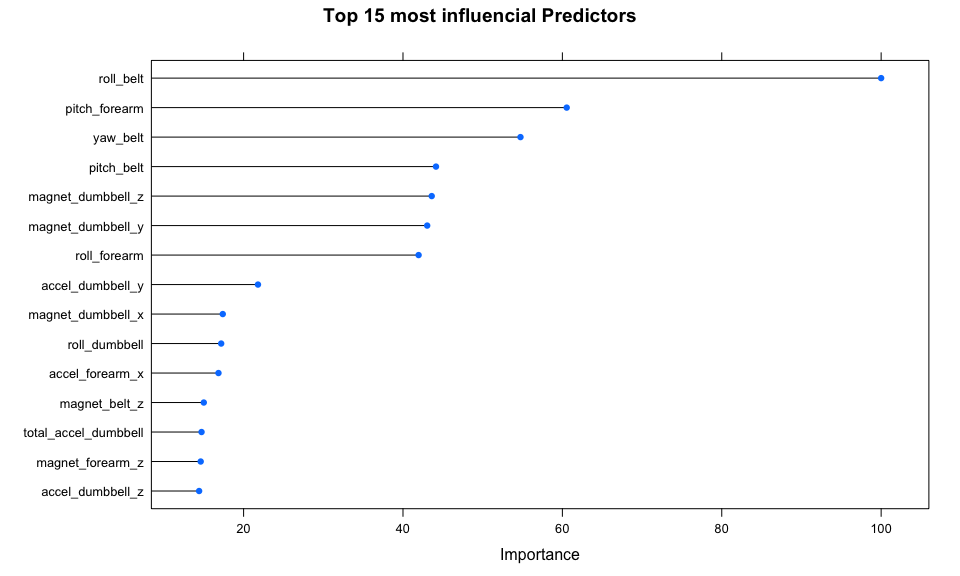 Top 15 most influencial Predictors
roll_belt
pitch_forearm
yaw_belt
pitch_belt
magnet_dumbbell_z
magnet_dumbbell_y
roll_forearm
accel_dumbbell_y
magnet_dumbbell_x
roll_dumbbell
accel_forearm_x
magnet_belt_z
total_accel_dumbbell
magnet_forearm_z
accel_dumbbell_z
20 40 60 80 100
Importance